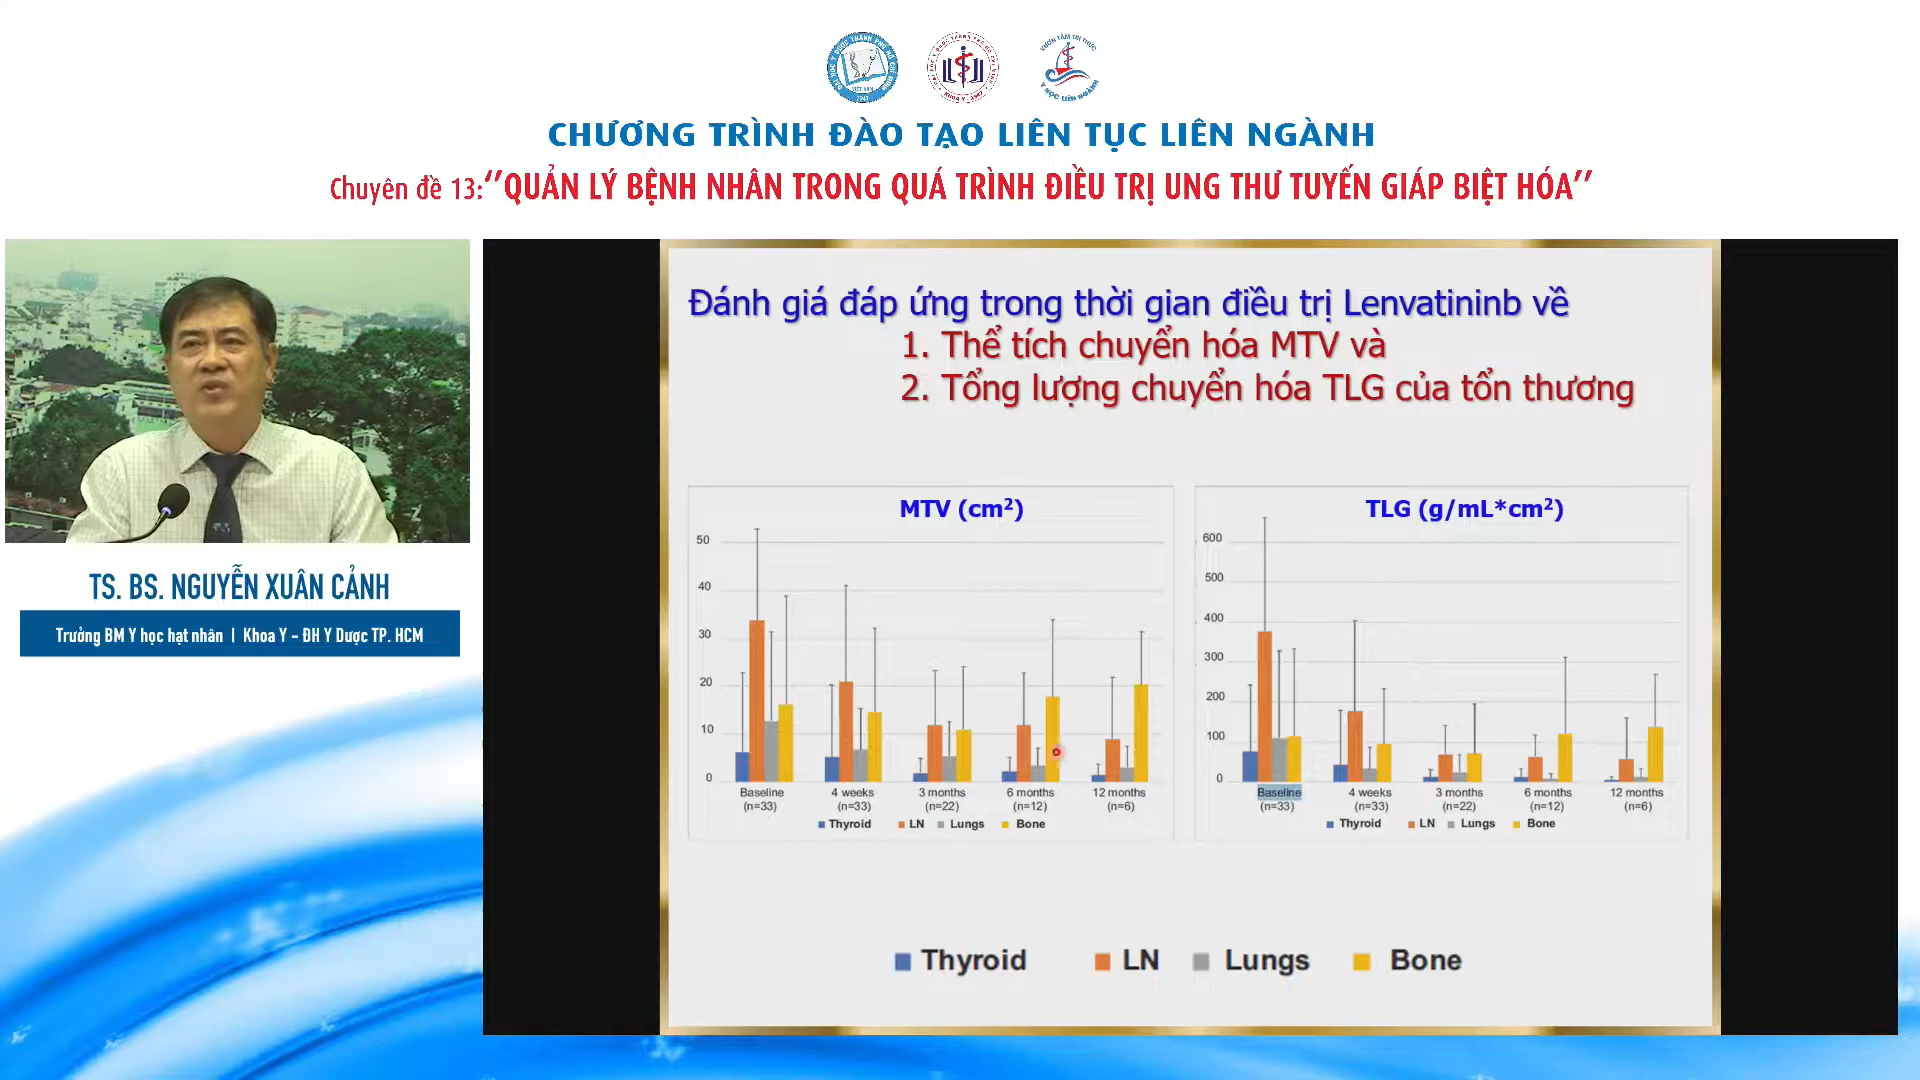 CHƯƠNG TRÌNH ĐÀO TẠO LIÊN TỤC LIÊN NGÀNH
Chuyên đề 13:‘‘QUẢN LÝ BỆNH NHÂN TRONG QUÁ TRÌNH ĐIỀU TRỊ UNG THƯ TUYẾN GIÁP BIỆT HÓA’’
TS. BS. NGUYỄN XUÂN CẢNH
Trưởng BM Y học hạt nhân | Khoa Y – ĐH Y Dược TP. HCM
Đánh giá đáp ứng trong thời gian điều trị Lenvatininb về
1. Thể tích chuyển hóa MTV và
2. Tổng lượng chuyển hóa TLG của tổn thương
MTV (cm²)
50
40
30
20
10
0
Baseline 4 weeks 3 months 6 months 12 months
(n=33) (n=33) (n=22) (n=12) (n=6)
Thyroid LN Lungs Bone
TLG (g/mL*cm²)
600
500
400
300
200
100
0
Baseline 4 weeks 3 months 6 months 12 months
(n=33) (n=33) (n=22) (n=12) (n=6)
Thyroid LN Lungs Bone
Thyroid LN Lungs Bone